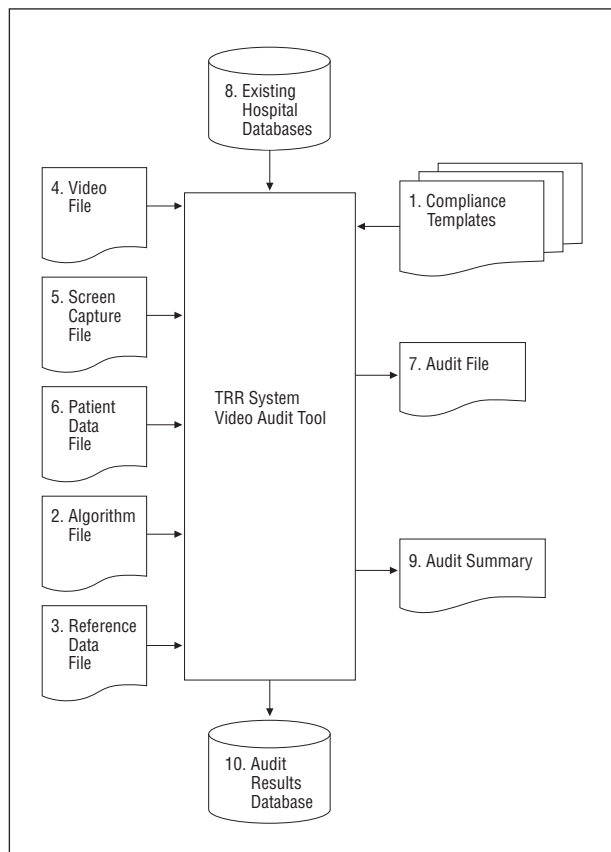 8. Existing
Hospital
Databases
4. Video
File
1. Compliance
Templates
5. Screen
Capture
File
7. Audit File
6. Patient
Data
File
TRR System
Video Audit Tool
2. Algorithm
File
9. Audit Summary
3. Reference
Data
File
10. Audit
Results
Database